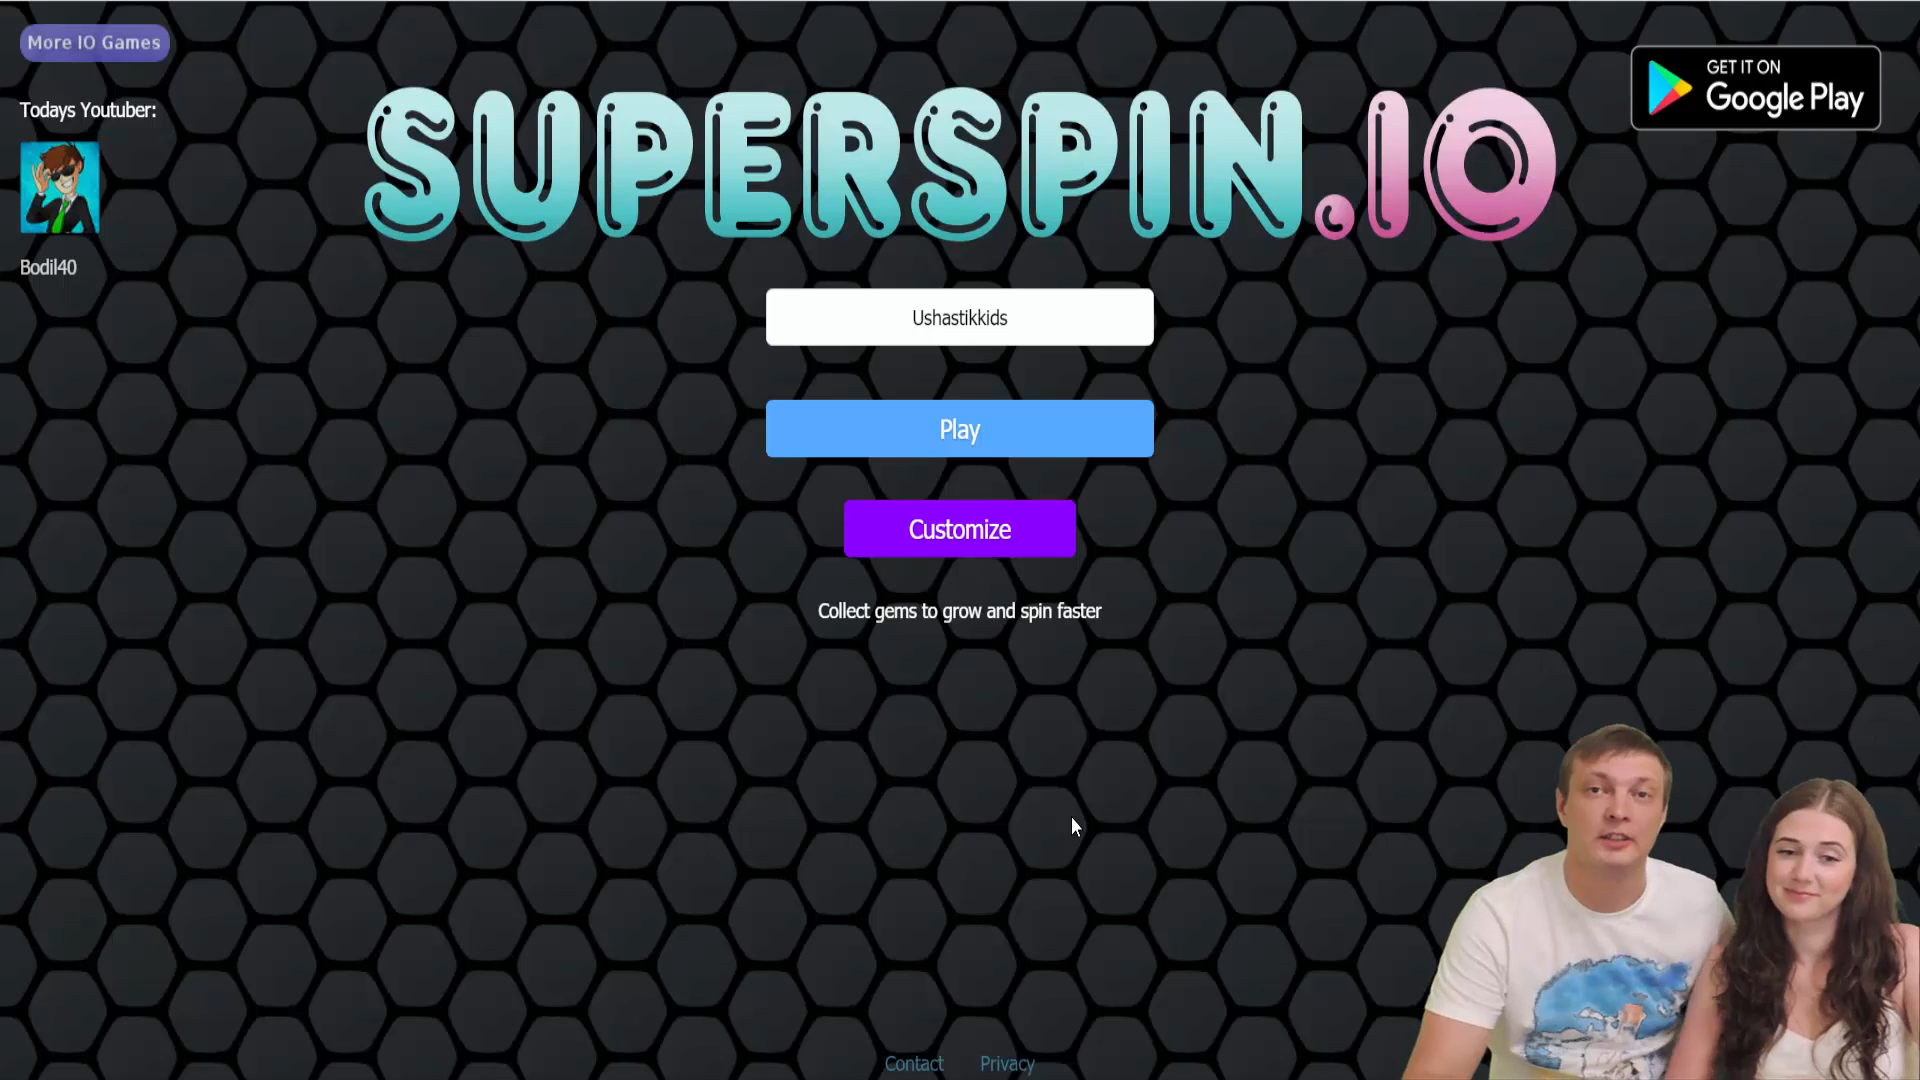 More IO Games
Todays Youtuber:
Bodil40
SUPERSPIN.IO
GET IT ON
Google Play
Ushastikkids
Play
Customize
Collect gems to grow and spin faster
Contact Privacy